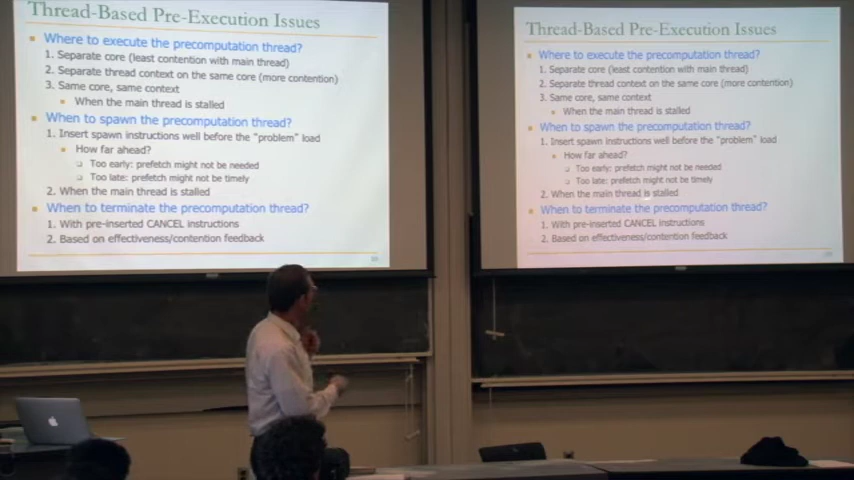 Thread-Based Pre-Execution Issues
Where to execute the precomputation thread?
1. Separate core (least contention with main thread)
2. Separate thread context on the same core (more contention)
3. Same core, same context
When the main thread is stalled
When to spawn the precomputation thread?
1. Insert spawn instructions well before the "problem" load
How far ahead?
Too early: prefetch might not be needed
Too late: prefetch might not be timely
2. When the main thread is stalled
When to terminate the precomputation thread?
1. With pre-inserted CANCEL instructions
2. Based on effectiveness/contention feedback
Thread-Based Pre-Execution Issues
Where to execute the precomputation thread?
1. Separate core (least contention with main thread)
2. Separate thread context on the same core (more contention)
3. Same core, same context
When the main thread is stalled
When to spawn the precomputation thread?
1. Insert spawn instructions well before the "problem" load
How far ahead?
Too early: prefetch might not be needed
Too late: prefetch might not be timely
2. When the main thread is stalled
When to terminate the precomputation thread?
1. With pre-inserted CANCEL instructions
2. Based on effectiveness/contention feedback